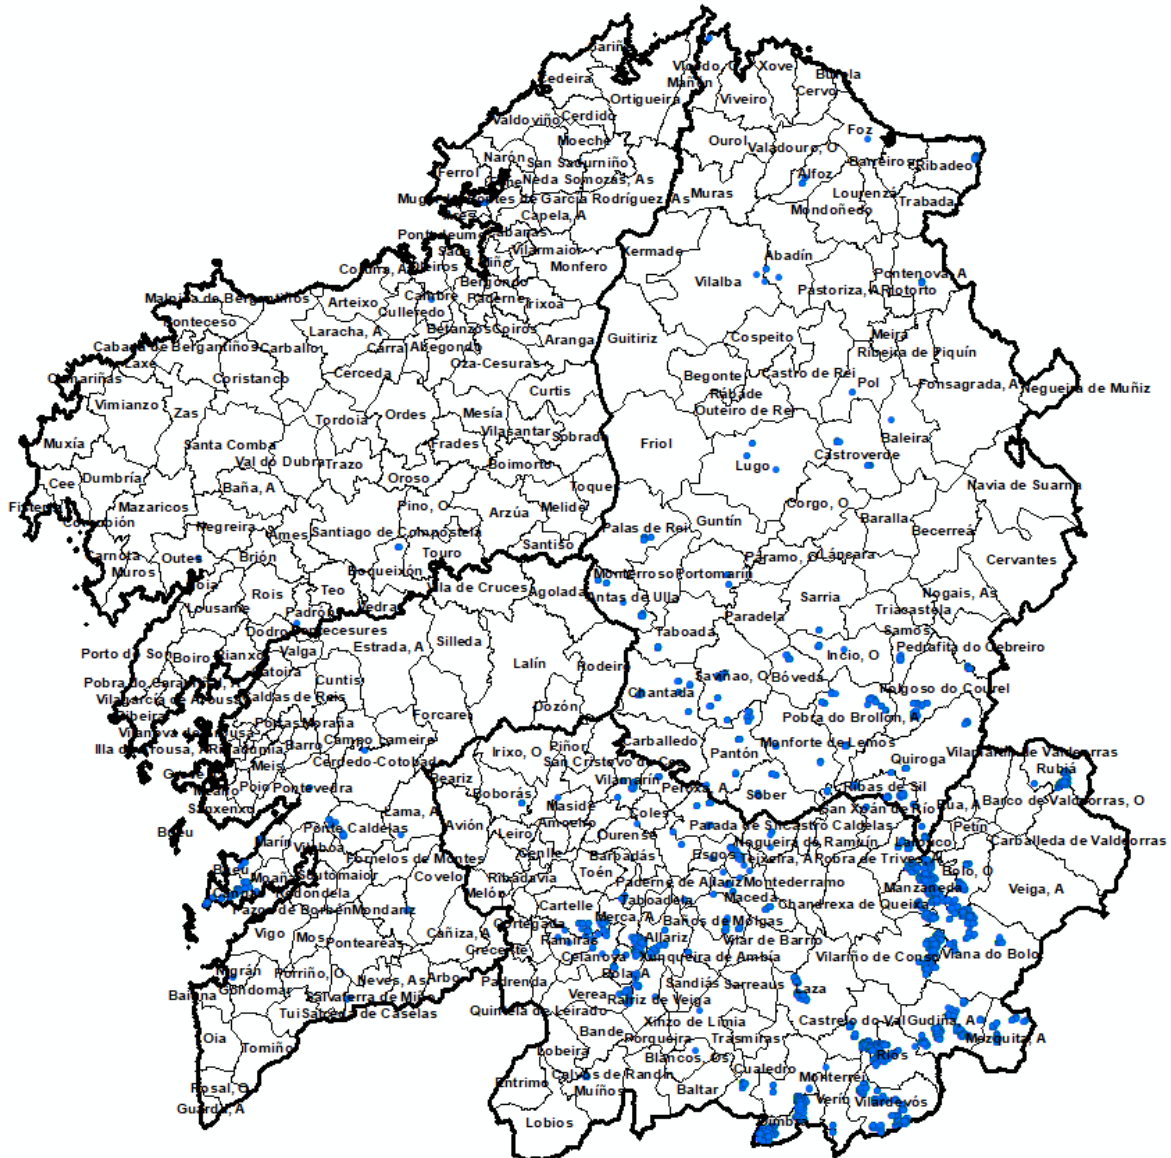 Vicedo, O
Xove
Mañón
Burela
Cervo
Cedeira
Ortigueira
Viveiro
Valdoviño
Cerdido
Foz
Moeche
Ourol
Valadouro, O
Narón
San Sadurniño
Barreiros
Ribadeo
Ferrol
Neda
Somozas, As
Alfoz
Muras
Lourenzá
Trabada
Pontes de García Rodríguez, As
Capela, A
Mondoñedo
Cabanas
Sada
Vilarmaior
Xermade
Abadín
Coruña, A
Oleiros
Miño
Monfero
Vilalba
Pontenova, A
Bergondo
Pastoriza, A
Riotorto
Malpica de Bergantiños
Arteixo
Cambre
Paderne
Irixoa
Ponteceso
Culleredo
Laracha, A
Betanzos
Coirós
Guitiriz
Cospeito
Meira
Cabana de Bergantiños
Carballo
Carral
Abegondo
Aranga
Ribeira de Piquín
Laxe
Cerceda
Oza-Cesuras
Castro de Rei
Camariñas
Coristanco
Begonte
Pol
Fonsagrada, A
Negueira de Muñiz
Rábade
Curtis
Vimianzo
Zas
Outeiro de Rei
Tordoia
Ordes
Mesía
Muxía
Santa Comba
Vilasantar
Sobrado
Friol
Baleira
Frades
Val do Dubra
Trazo
Boimorto
Lugo
Castroverde
Cee
Dumbría
Oroso
Toques
Navia de Suarna
Baña, A
Fisterra
Mazaricos
Pino, O
Arzúa
Melide
Corgo, O
Corcubión
Negreira
Ames
Santiago de Compostela
Palas de Rei
Guntín
Baralla
Becerreá
Carnota
Outes
Brión
Touro
Santiso
Páramo, O
Láncara
Cervantes
Muros
Noia
Boqueixón
Monterroso
Portomarín
Rois
Teo
Vila de Cruces
Agolada
Antas de Ulla
Sarria
Nogais, As
Lousame
Padrón
Vedra
Paradela
Triacastela
Dodro
Pontecesures
Taboada
Samos
Porto do Son
Boiro
Rianxo
Valga
Estrada, A
Silleda
Incio, O
Pedrafita do Cebreiro
Catoira
Lalín
Rodeiro
Pobra do Caramiñal, A
Cuntis
Chantada
Saviñao, O
Bóveda
Folgoso do Courel
Vilagarcía de Arousa
Caldas de Reis
Ribeira
Forcarei
Dozón
Pobra do Brollón, A
Vilanova de Arousa
Portas
Moraña
Illa de Arousa, A
Ribadumia
Barro
Campo Lameiro
Irixo, O
Piñor
Carballedo
Pantón
Monforte de Lemos
Vilamartín de Valdeorras
Cerdedo-Cotobade
San Cristovo de Cea
Quiroga
Rubiá
Meis
Beariz
Vilamarín
Meaño
Poio
Pontevedra
Boborás
Peroxa, A
Sober
Ribas de Sil
Barco de Valdeorras, O
Sanxenxo
Maside
San Xoán de Río
Rúa, A
Lama, A
Coles
Bueu
Ponte Caldelas
Avión
Amoeiro
Parada de Sil
Castro Caldelas
Petín
Marín
Vilaboa
Leiro
Ourense
Nogueira de Ramuín
Larouco
Carballeda de Valdeorras
Fornelos de Montes
Cenlle
Barbadás
Esgos
Teixeira, A
Pobra de Trives, A
Bueu
Moaña
Soutomaior
Covelo
Toén
Bolo, O
Cangas
Redondela
Melón
Ribadavia
Paderne de Allariz
Montederramo
Manzaneda
Veiga, A
Pazos de Borbén
Mondariz
Cartelle
Taboadela
Maceda
Chandrexa de Queixa
Cortegada
Merca, A
Baños de Molgas
Vigo
Mos
Ponteareas
Cañiza, A
Ramirás
Allariz
Vilar de Barrio
Crecente
Celanova
Xunqueira de Ambía
Vilariño de Conso
Viana do Bolo
Nigrán
Porriño, O
Neves, As
Arbo
Padrenda
Bola, A
Sandiás
Sarreaus
Laza
Baiona
Gondomar
Salvaterra de Miño
Verea
Rairiz de Veiga
Tui
Salceda de Caselas
Quintela de Leirado
Xinzo de Limia
Castrelo do Val
Gudiña, A
Oia
Bande
Porqueira
Trasmiras
Mezquita, A
Tomiño
Lobeira
Blancos, Os
Cualedro
Riós
Calvos de Randín
Monterrei
Rosal, O
Entrimo
Muíños
Baltar
Verín
Vilardevós
Guarda, A
Lobios
Oímbra